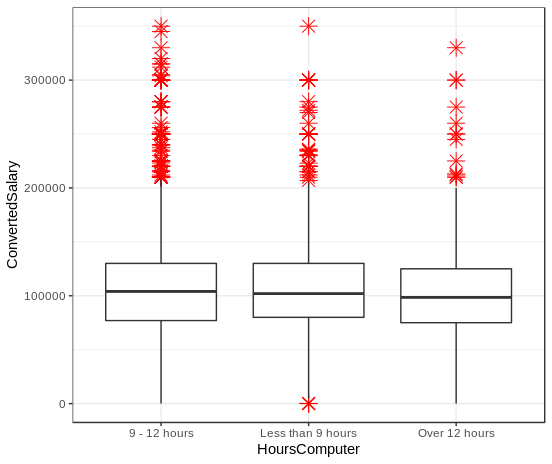 ConvertedSalary
300000
200000
100000
0
9 - 12 hours
Less than 9 hours
Over 12 hours
HoursComputer